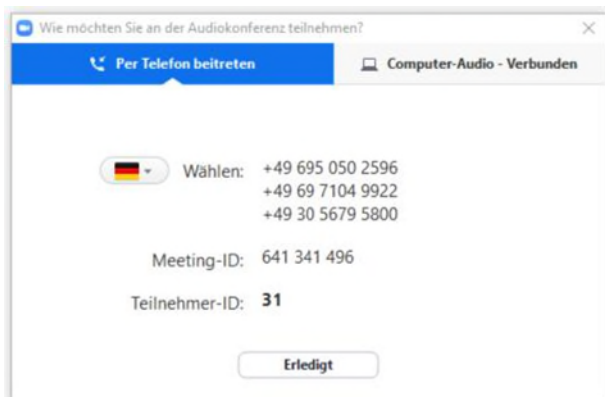 Wie möchten Sie an der Audiokonferenz teilnehmen?
Per Telefon beitreten
Computer-Audio - Verbunden
Wählen: +49 695 050 2596
+49 69 7104 9922
+49 30 5679 5800
Meeting-ID: 641 341 496
Teilnehmer-ID: 31
Erledigt